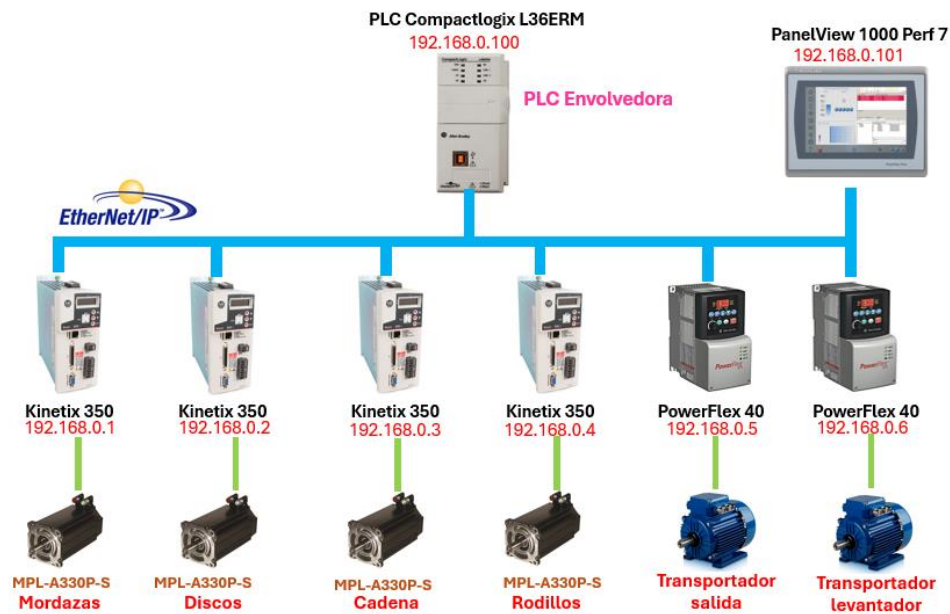 PLC Compactlogix L36ERM
192.168.0.100
PanelView 1000 Perf 7
192.168.0.101
PLC Envolvedora
EtherNet/IP
Kinetix 350
192.168.0.1
Kinetix 350
192.168.0.2
Kinetix 350
192.168.0.3
Kinetix 350
192.168.0.4
PowerFlex 40
192.168.0.5
PowerFlex 40
192.168.0.6
MPL-A330P-S
Mordazas
MPL-A330P-S
Discos
MPL-A330P-S
Cadena
MPL-A330P-S
Rodillos
Transportador
salida
Transportador
levantador